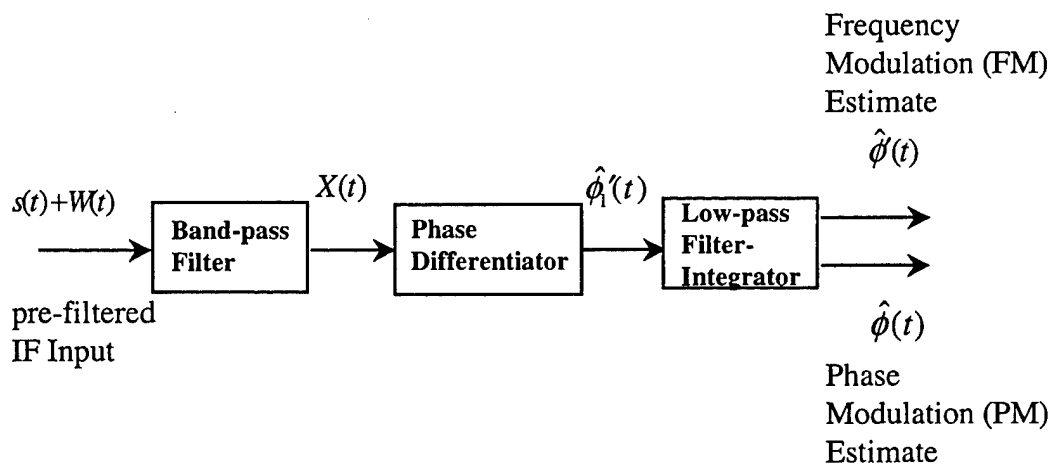 Frequency
Modulation (FM)
Estimate
φ̂′(t)
s(t)+W(t)
X(t)
φ̂₁′(t)
Band-pass
Filter
Phase
Differentiator
Low-pass
Filter-
Integrator
pre-filtered
IF Input
φ̂(t)
Phase
Modulation (PM)
Estimate